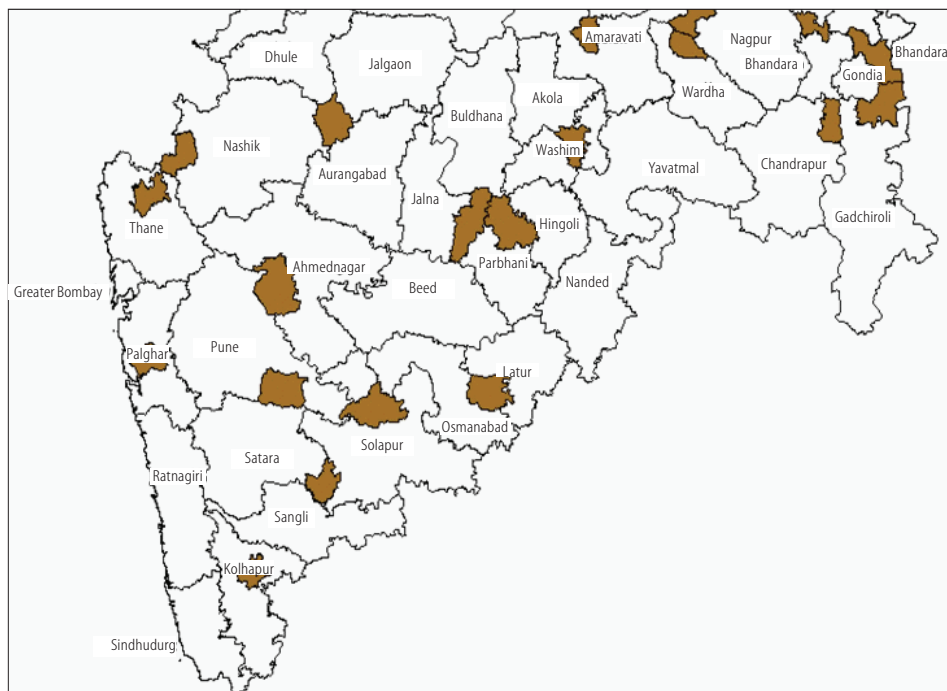 Amaravati
Nagpur
Dhule
Jalgaon
Bhandara
Bhandara
Gondia
Akola
Wardha
Buldhana
Nashik
Washim
Aurangabad
Yavatmal
Chandrapur
Jalna
Thane
Hingoli
Gadchiroli
Parbhani
Ahmednagar
Nanded
Greater Bombay
Beed
Pune
Palghar
Latur
Osmanabad
Solapur
Satara
Ratnagiri
Sangli
Kolhapur
Sindhudurg